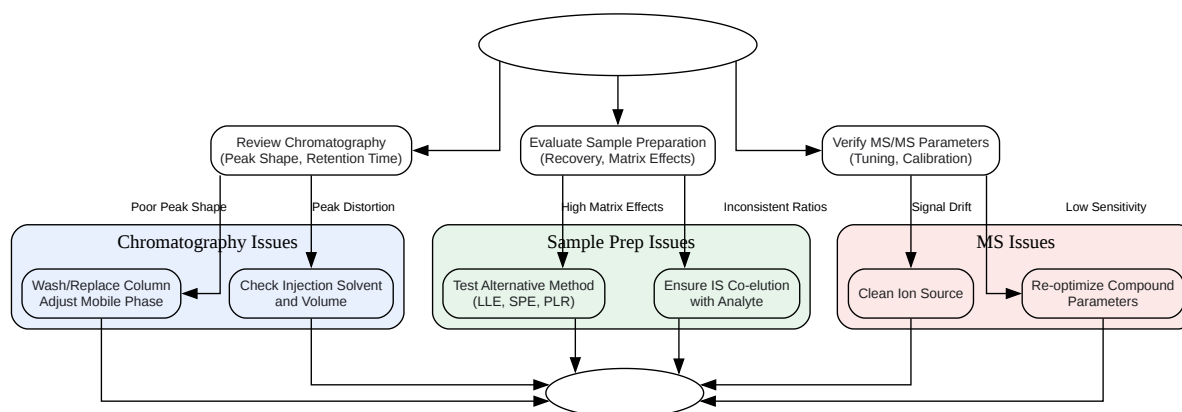 Review Chromatography
(Peak Shape, Retention Time)
Evaluate Sample Preparation
(Recovery, Matrix Effects)
Verify MS/MS Parameters
(Tuning, Calibration)
Poor Peak Shape
Peak Distortion
High Matrix Effects
Inconsistent Ratios
Signal Drift
Low Sensitivity
Chromatography Issues
Sample Prep Issues
MS Issues
Wash/Replace Column
Adjust Mobile Phase
Check Injection Solvent
and Volume
Test Alternative Method
(LLE, SPE, PLR)
Ensure IS Co-elution
with Analyte
Clean Ion Source
Re-optimize Compound
Parameters